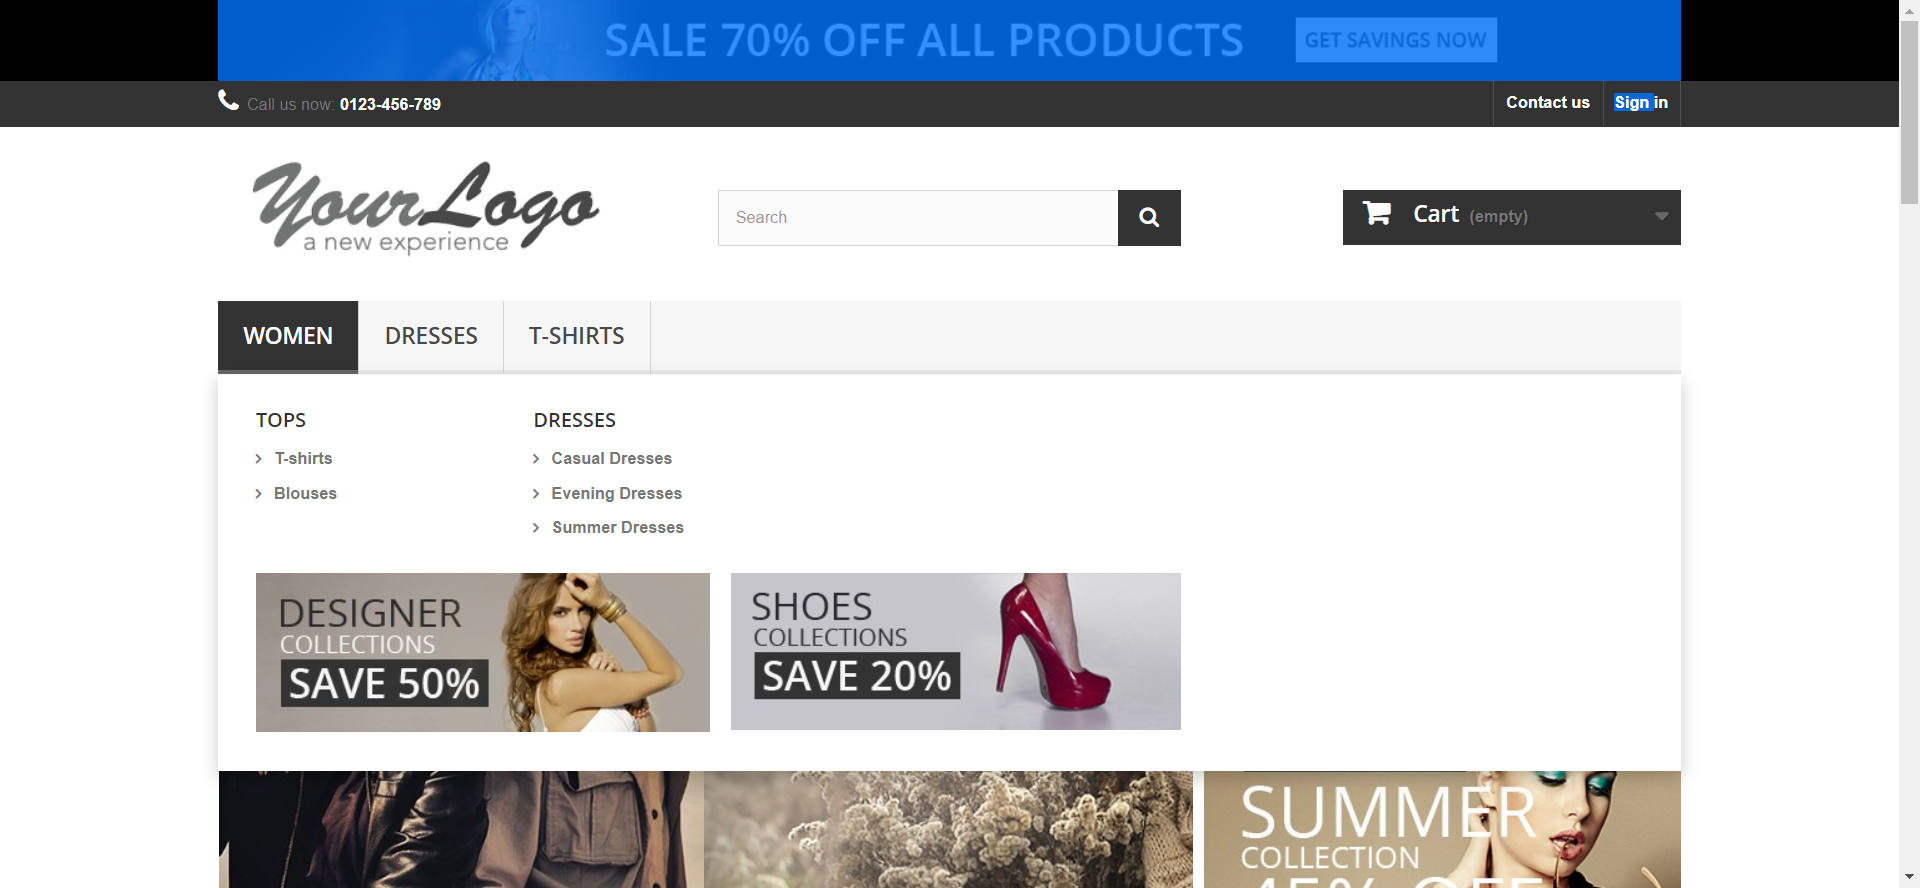 SALE 70% OFF ALL PRODUCTS GET SAVINGS NOW
Call us now: 0123-456-789 Contact us Sign in
YourLogo
a new experience
Search
Cart (empty)
WOMEN DRESSES T-SHIRTS
TOPS
T-shirts
Blouses
DRESSES
Casual Dresses
Evening Dresses
Summer Dresses
DESIGNER
COLLECTIONS
SAVE 50%
SHOES
COLLECTIONS
SAVE 20%
SUMMER
COLLECTION
45% OFF